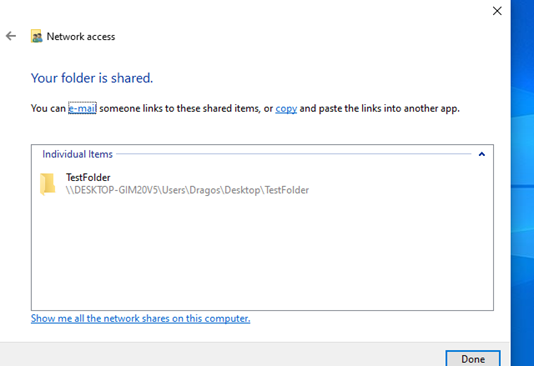 Network access
Your folder is shared.
You can e-mail someone links to these shared items, or copy and paste the links into another app.
Individual Items
TestFolder
\\DESKTOP-GIM20V5\Users\Dragos\Desktop\TestFolder
Show me all the network shares on this computer.
Done